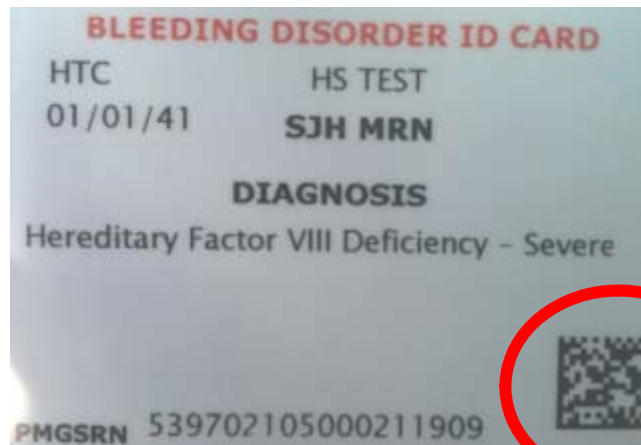 BLEEDING DISORDER ID CARD
HTC HS TEST
01/01/41 SJH MRN
DIAGNOSIS
Hereditary Factor VIII Deficiency – Severe
PMGSRN 539702105000211909